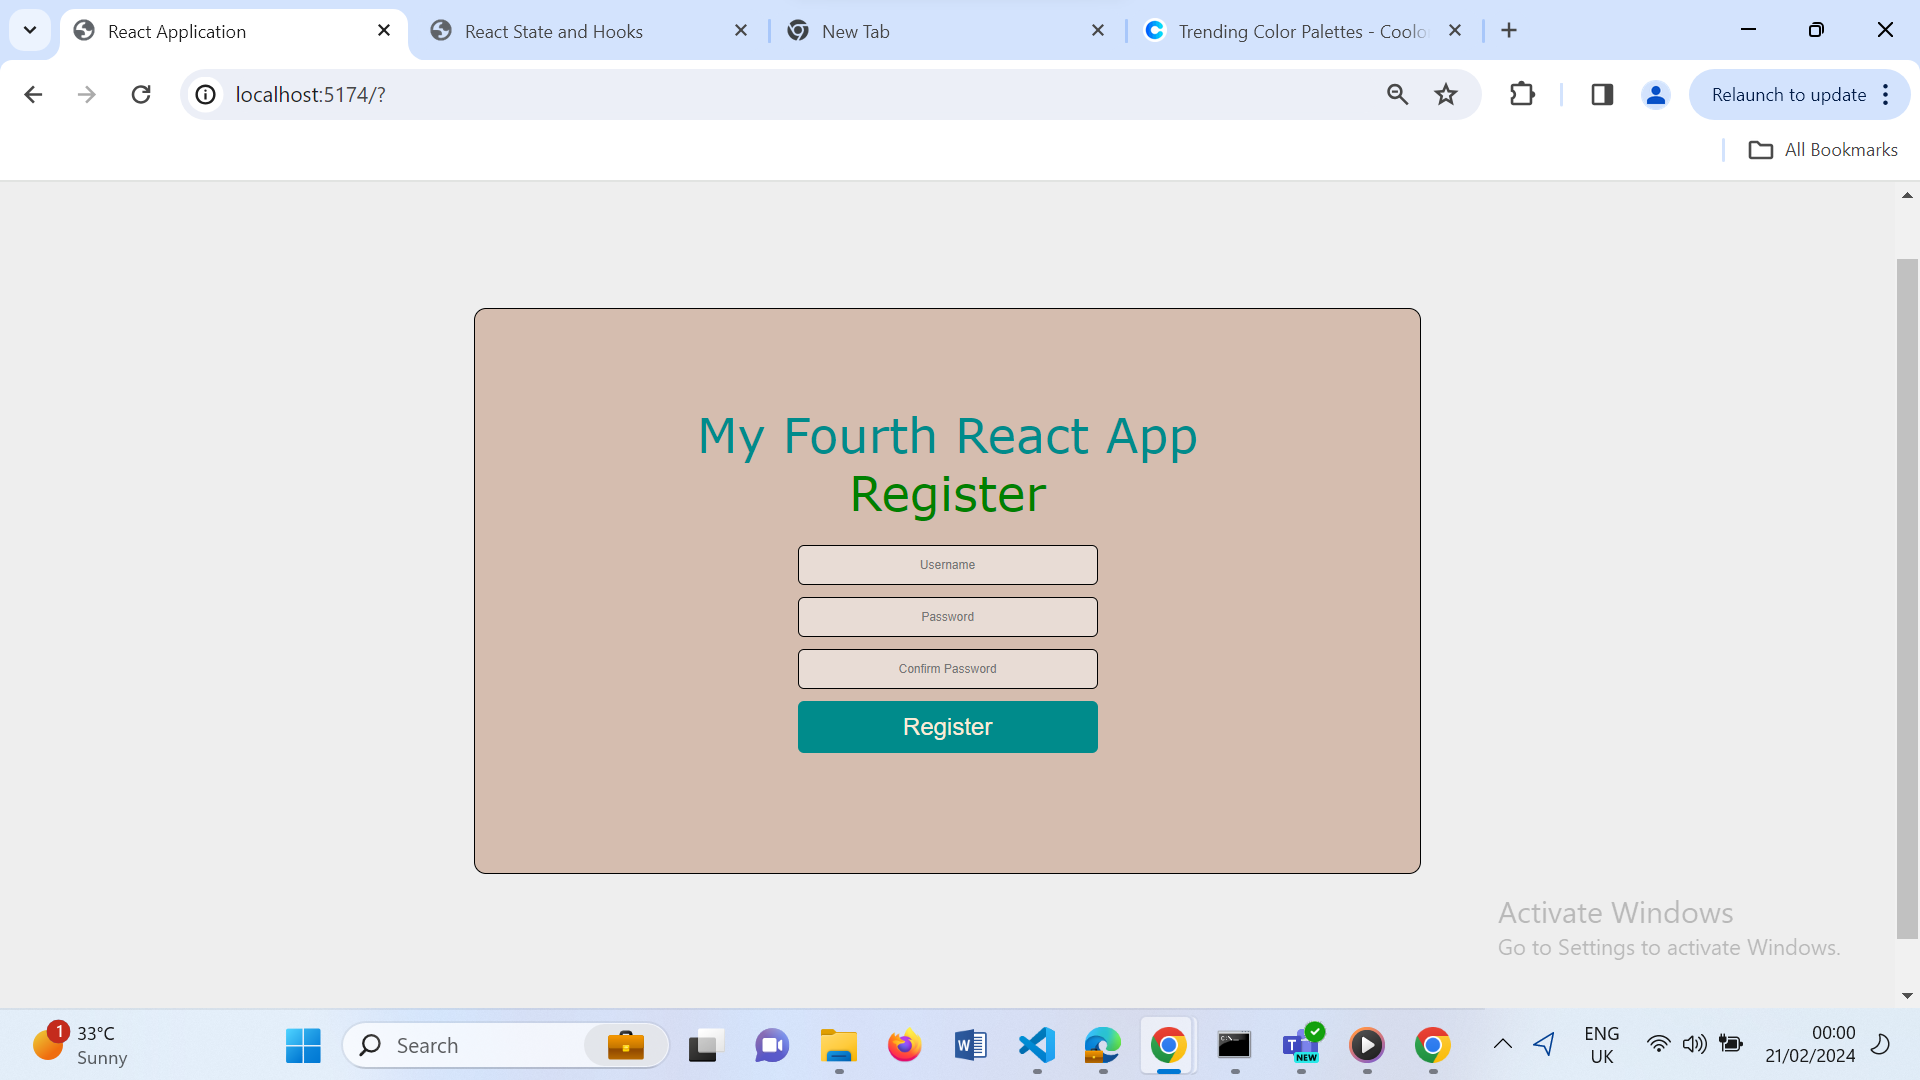 React Application
React State and Hooks
New Tab
Trending Color Palettes - Coolo
localhost:5174/?
Relaunch to update
All Bookmarks
My Fourth React App
Register
Username
Password
Confirm Password
Register
Activate Windows
Go to Settings to activate Windows.
1
33°C
Sunny
Search
W
C:\
T
NEW
ENG
UK
00:00
21/02/2024